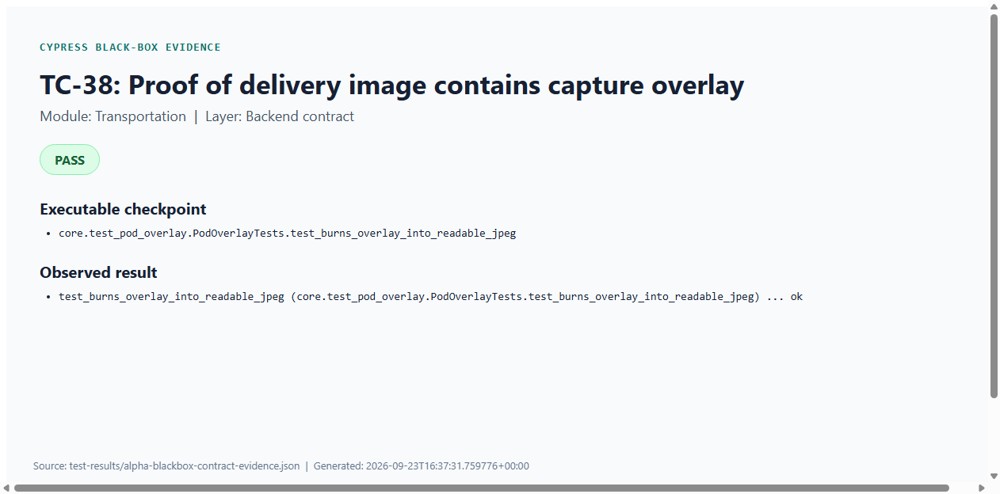 CYPRESS BLACK-BOX EVIDENCE
TC-38: Proof of delivery image contains capture overlay
Module: Transportation | Layer: Backend contract
PASS
Executable checkpoint
• core.test_pod_overlay.PodOverlayTests.test_burns_overlay_into_readable_jpeg
Observed result
• test_burns_overlay_into_readable_jpeg (core.test_pod_overlay.PodOverlayTests.test_burns_overlay_into_readable_jpeg) ... ok
Source: test-results/alpha-blackbox-contract-evidence.json | Generated: 2026-09-23T16:37:31.759776+00:00